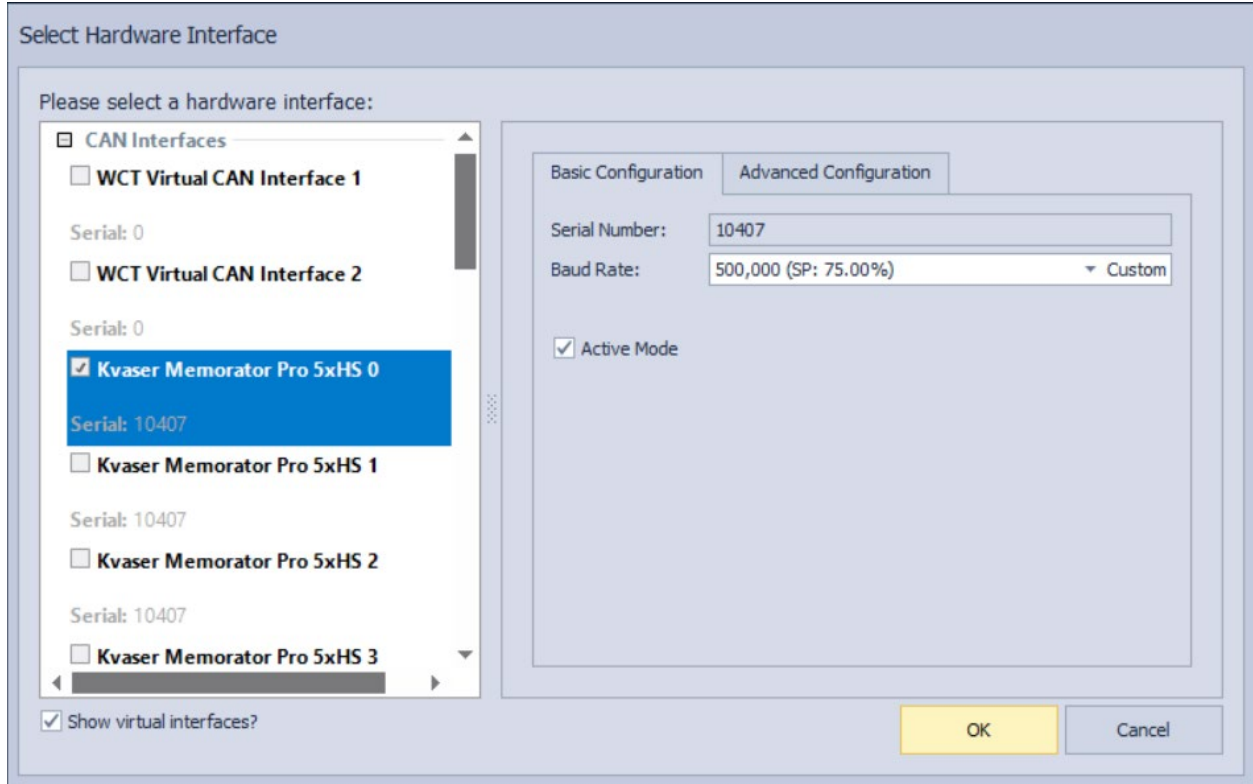 Select Hardware Interface
Please select a hardware interface:
CAN Interfaces
WCT Virtual CAN Interface 1
Serial: 0
WCT Virtual CAN Interface 2
Serial: 0
Kvaser Memorator Pro 5xHS 0
Serial: 10407
Kvaser Memorator Pro 5xHS 1
Serial: 10407
Kvaser Memorator Pro 5xHS 2
Serial: 10407
Kvaser Memorator Pro 5xHS 3
Show virtual interfaces?
Basic Configuration Advanced Configuration
Serial Number: 10407
Baud Rate: 500,000 (SP: 75.00%) Custom
Active Mode
OK Cancel